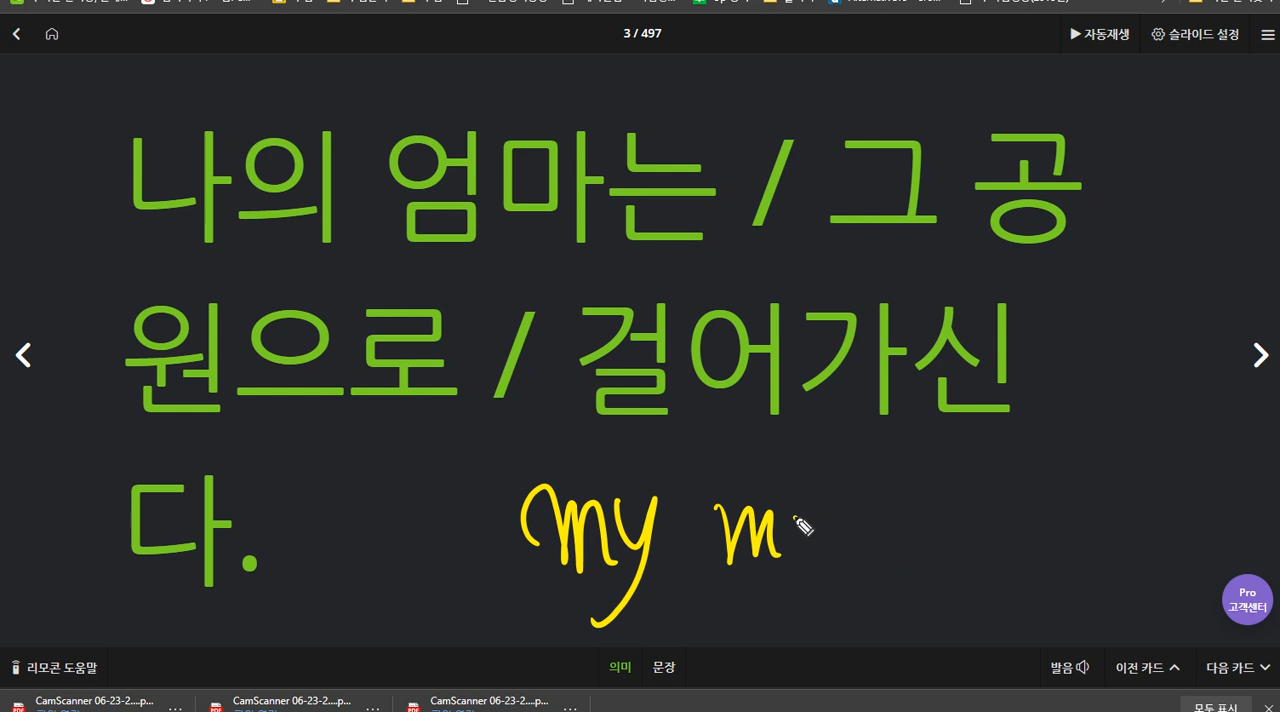 3 / 497
▶ 자동재생
슬라이드 설정
나의 엄마는 / 그 공
원으로 / 걸어가신
다.
my m
Pro
고객센터
리모콘 도움말
의미
문장
발음
이전 카드
다음 카드
CamScanner 06-23-2....p...
CamScanner 06-23-2....p...
CamScanner 06-23-2....p...
모두 표시